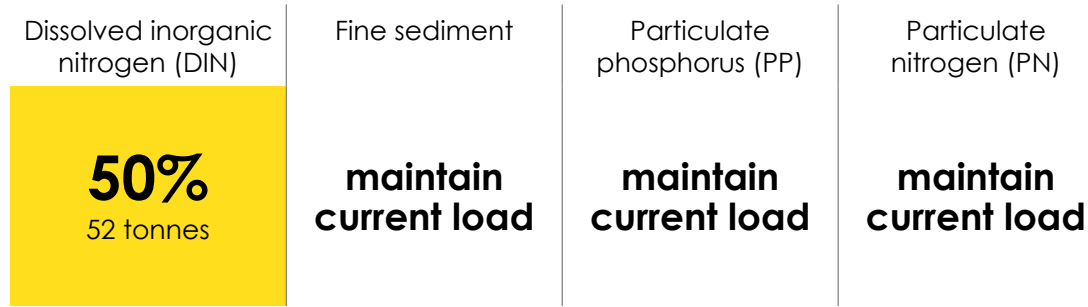 Dissolved inorganic
nitrogen (DIN)
50%
52 tonnes
Fine sediment
maintain
current load
Particulate
phosphorus (PP)
maintain
current load
Particulate
nitrogen (PN)
maintain
current load